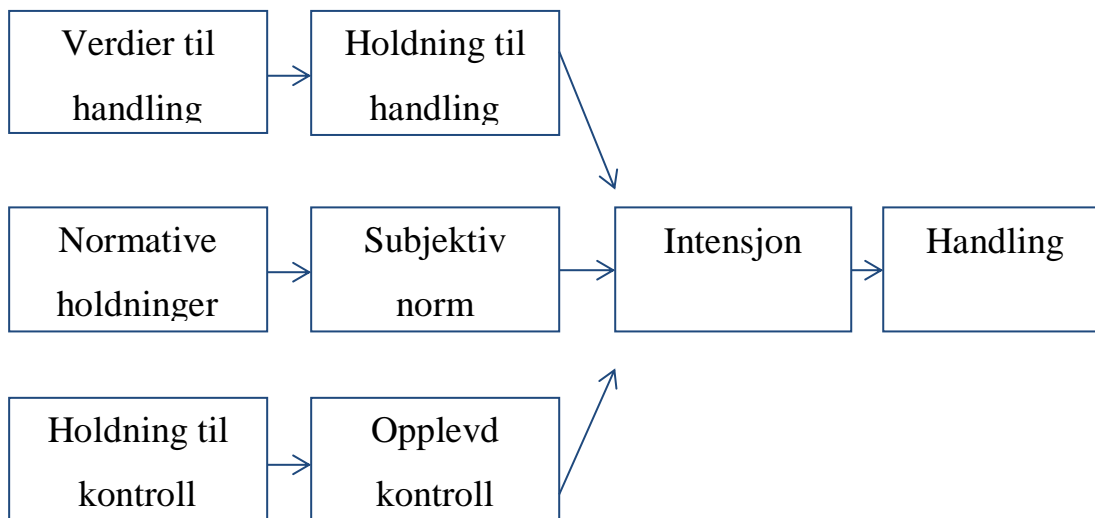 Verdier til
handling
Holdning til
handling
Normative
holdninger
Subjektiv
norm
Intensjon
Handling
Holdning til
kontroll
Opplevd
kontroll